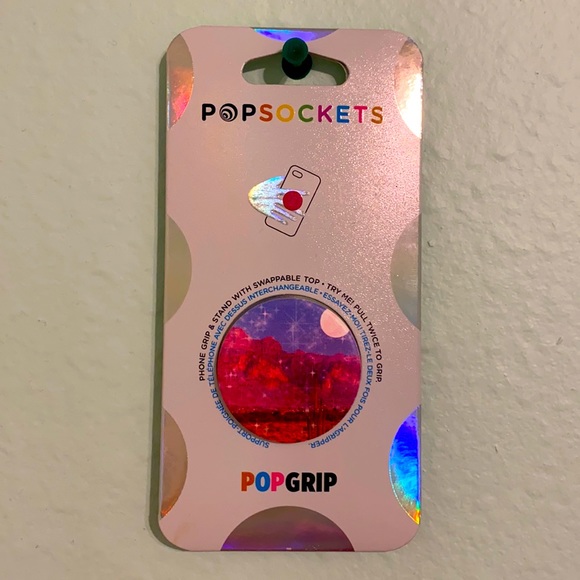 POPSOCKETS
PHONE GRIP & STAND WITH SWAPPABLE TOP • TRY ME! PULL TWICE TO GRIP.
SUPPORT-POIGNÉE DE TÉLÉPHONE AVEC DESSUS INTERCHANGEABLE • ESSAYEZ-MOI! TIREZ-LE DEUX FOIS POUR L'AGRIPPER.
POPGRIP